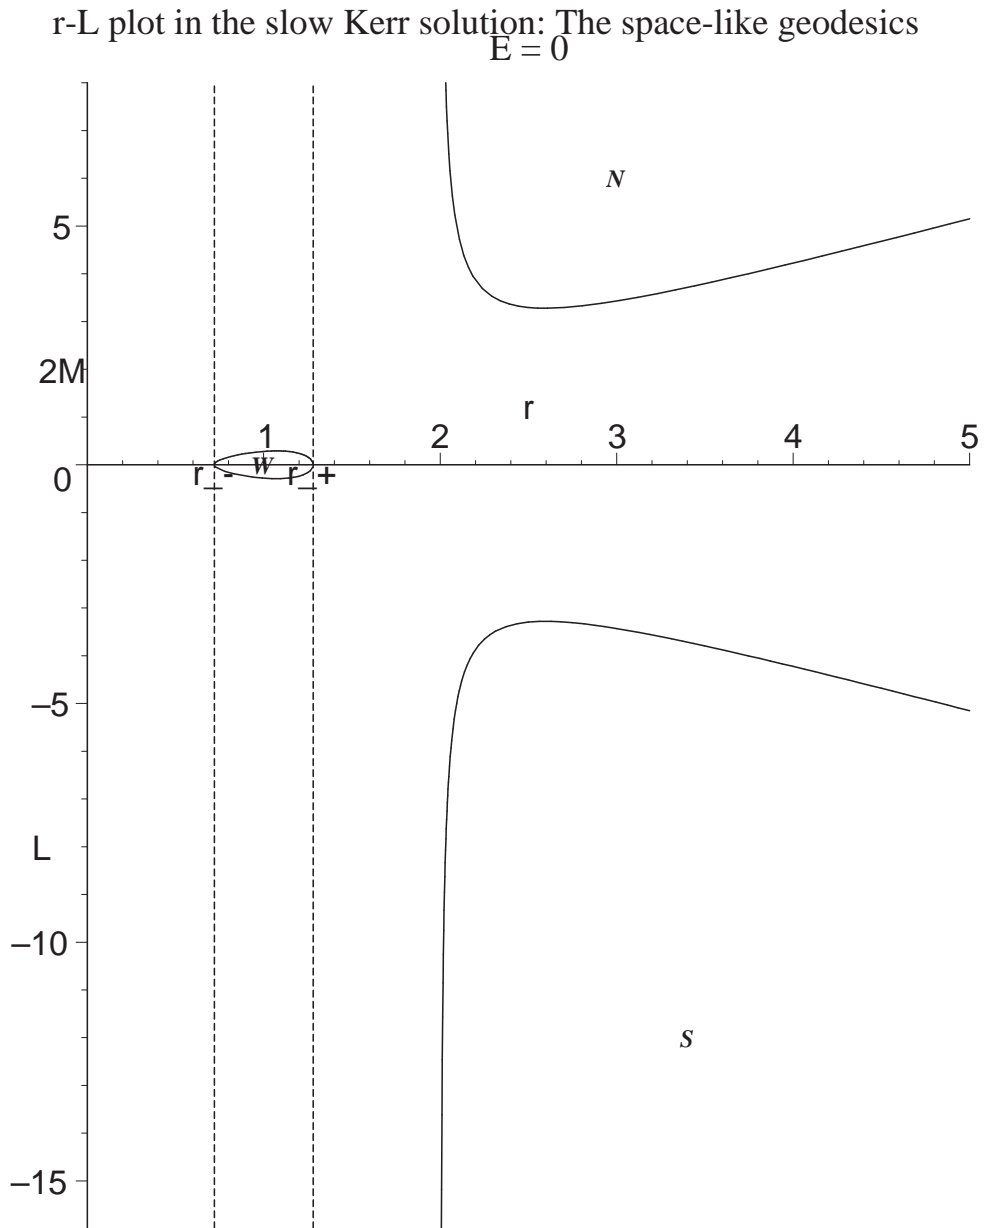 r-L plot in the slow Kerr solution: The space-like geodesics
E = 0
N
5
2M
r
1 2 3 4 5
W
0 r_- r_+
–5
L
–10
S
–15